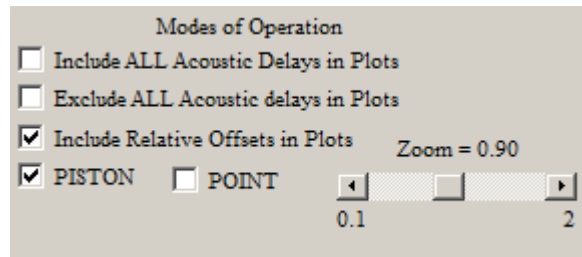 Modes of Operation
Include ALL Acoustic Delays in Plots
Exclude ALL Acoustic delays in Plots
Include Relative Offsets in Plots
Zoom = 0.90
PISTON POINT
0.1 2